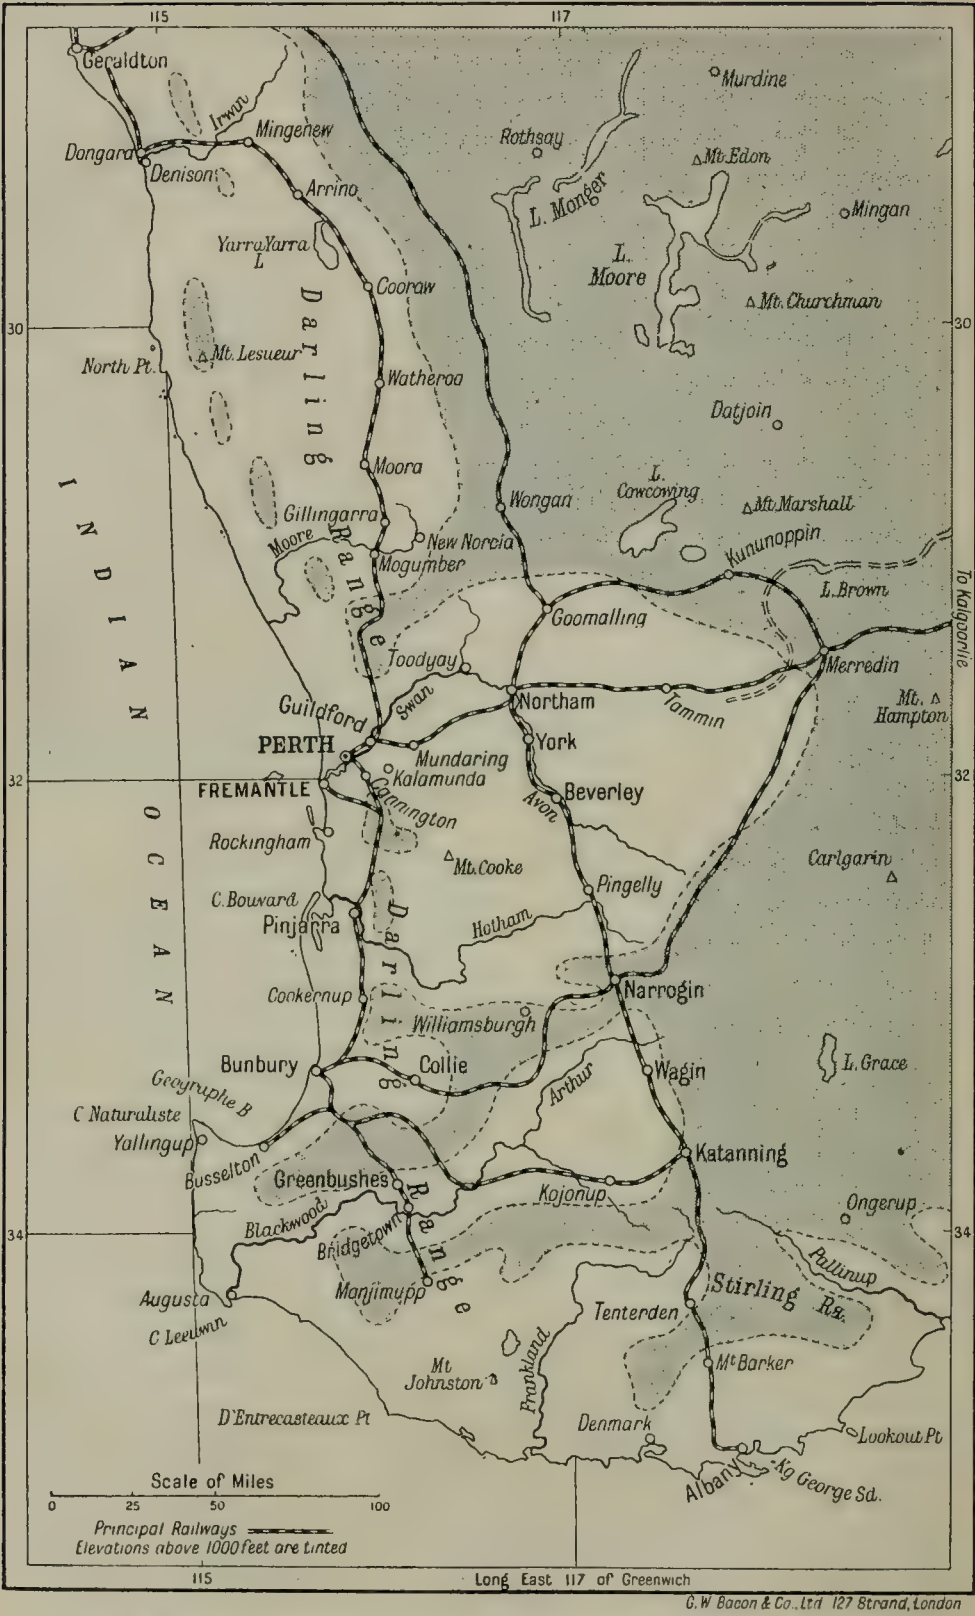 115
117
Geraldton
Murdine
Irwin
Mingenew
Rothsay
Dongara
Mt. Edon
Denison
Arrino
L. Monger
Mingan
Yarra Yarra
L
L.
Moore
Cooraw
Mt. Churchman
30
30
North Pt.
Mt. Lesueur
Watheroa
Darling
Datjoin
Moora
L.
Cowcowing
Wongan
Mt. Marshall
Gillingarra
New Norcia
Kununoppin
Moore
Mogumber
Range
L. Brown
To Kalgoorlie
Goomalling
INDIAN OCEAN
Toodyay
Merredin
Swan
Northam
Tammin
Mt.
Hampton
Guildford
PERTH
York
Mundaring
Kalamunda
32
32
FREMANTLE
Cannington
Avon
Beverley
Rockingham
Mt. Cooke
Carlgarin
C. Bouvard
Pingelly
Pinjarra
Hotham
Darling
Cookernup
Narrogin
Williamsburgh
Bunbury
Collie
Wagin
L. Grace
Arthur
Geographe B
C Naturaliste
Yallingup
Katanning
Busselton
Greenbushes
Kojonup
Range
Ongerup
Blackwood
Bridgetown
34
34
Pallinup
Manjimupp
Stirling Ra.
Augusta
Tenterden
C Leeuwin
Mt Barker
Mt
Johnston
Frankland
D'Entrecasteaux Pt
Denmark
Lookout Pt
Albany
Kg George Sd.
Scale of Miles
0 25 50 100
Principal Railways
Elevations above 1000 feet are tinted
115
Long East 117 of Greenwich
G.W Bacon & Co., Ltd 127 Strand, London